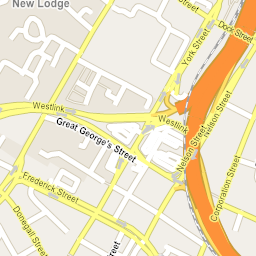 New Lodge
York Street
Dock Street
Westlink
Westlink
Great George's Street
Nelson Street
Nelson Street
Frederick Street
Corporation Street
Donegall Street